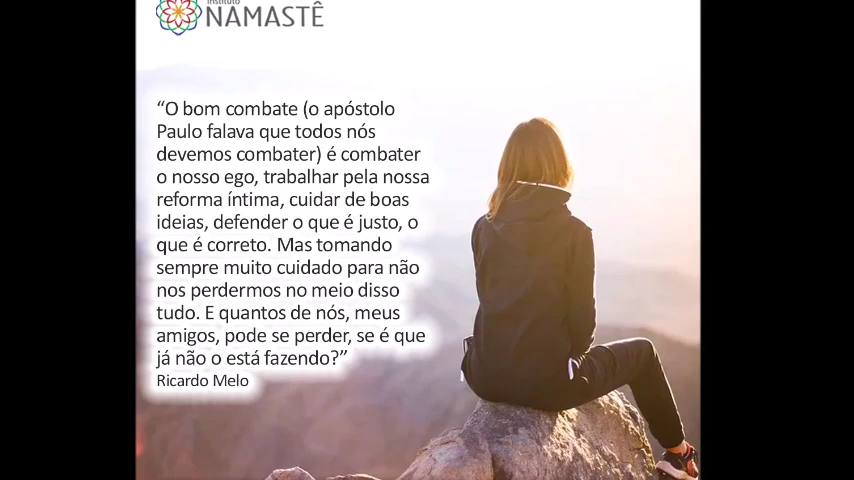 Instituto
NAMASTÊ
“O bom combate (o apóstolo
Paulo falava que todos nós
devemos combater) é combater
o nosso ego, trabalhar pela nossa
reforma íntima, cuidar de boas
ideias, defender o que é justo, o
que é correto. Mas tomando
sempre muito cuidado para não
nos perdermos no meio disso
tudo. E quantos de nós, meus
amigos, pode se perder, se é que
já não o está fazendo?”
Ricardo Melo